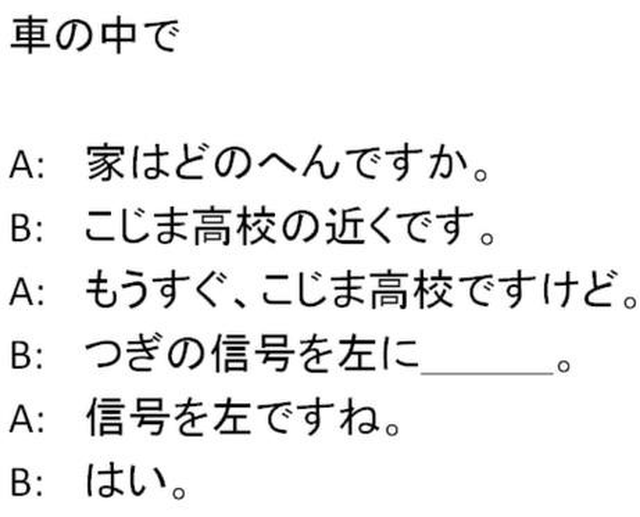 車の中で
A: 家はどのへんですか。
B: こじま高校の近くです。
A: もうすぐ、こじま高校ですけど。
B: つぎの信号を左に______。
A: 信号を左ですね。
B: はい。